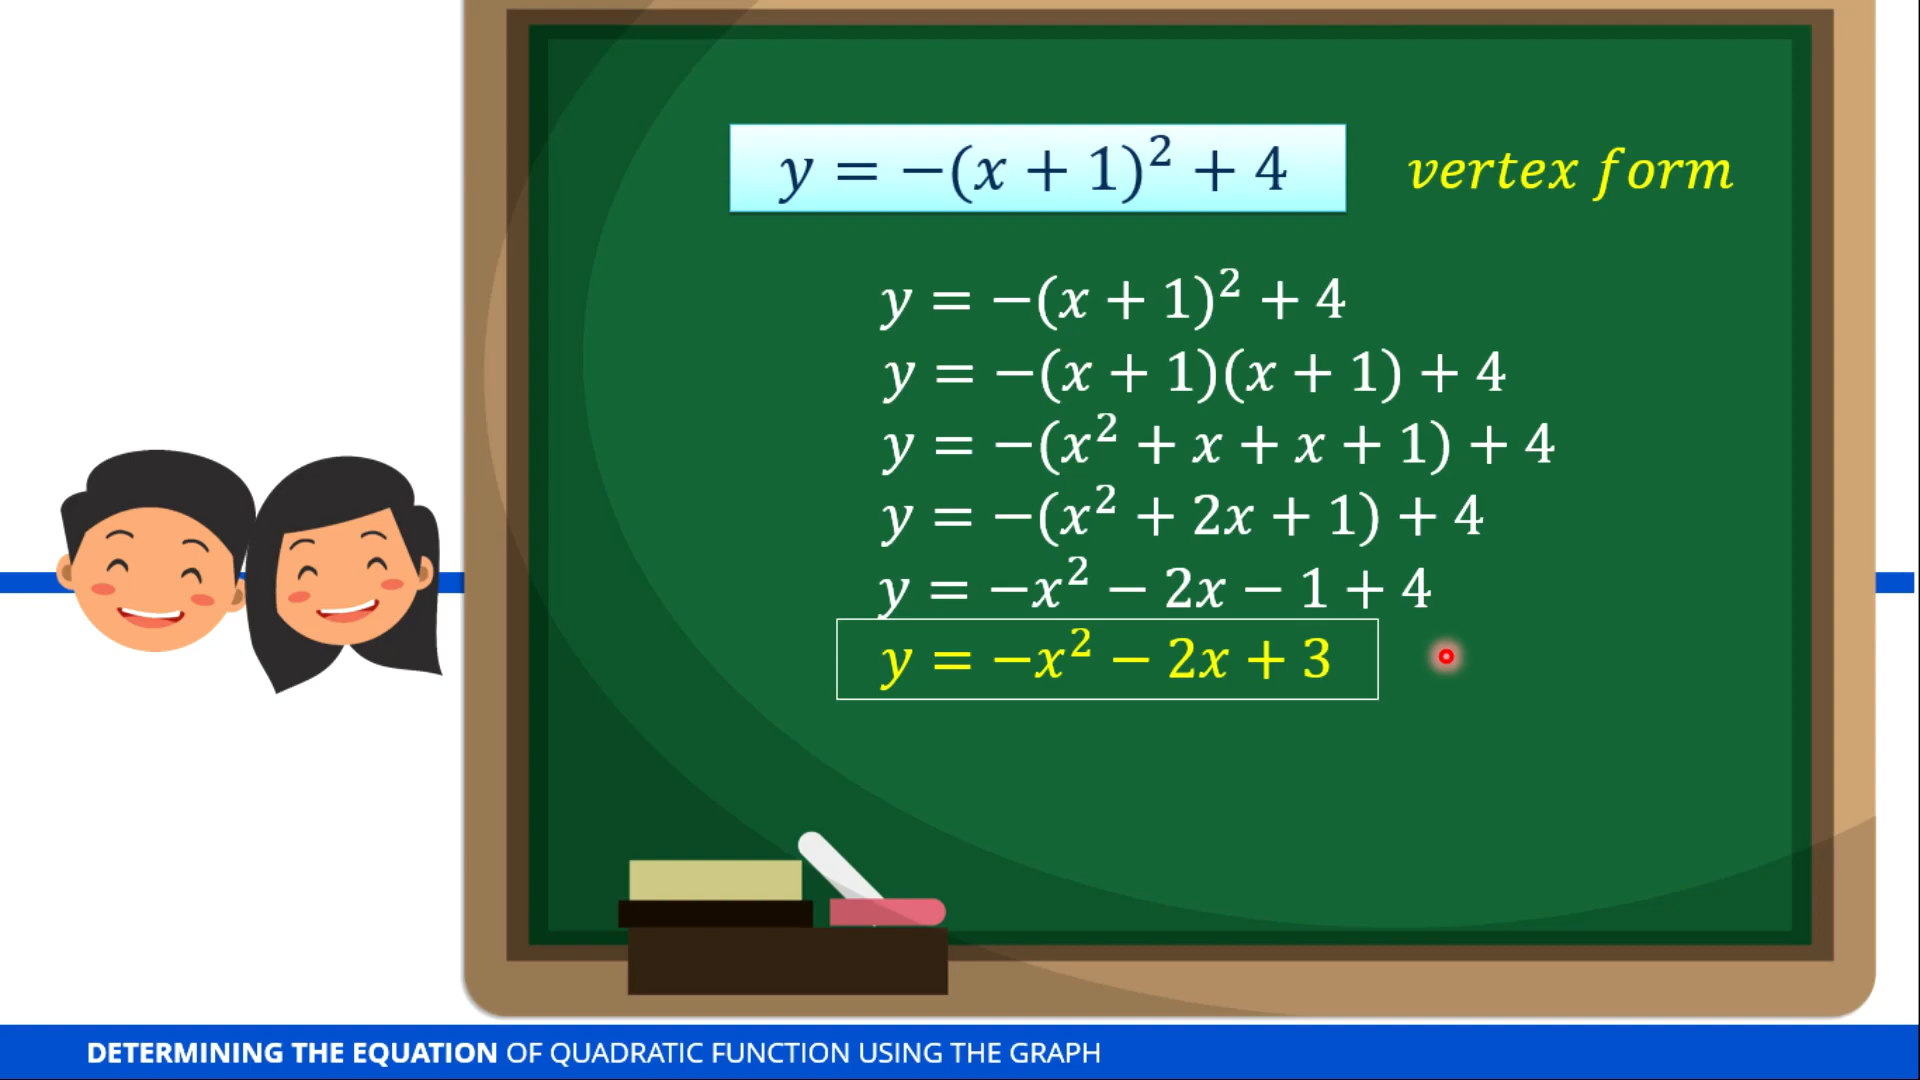 y = −(x + 1)² + 4
vertex form
y = −(x + 1)² + 4
y = −(x + 1)(x + 1) + 4
y = −(x² + x + x + 1) + 4
y = −(x² + 2x + 1) + 4
y = −x² − 2x − 1 + 4
y = −x² − 2x + 3
DETERMINING THE EQUATION OF QUADRATIC FUNCTION USING THE GRAPH